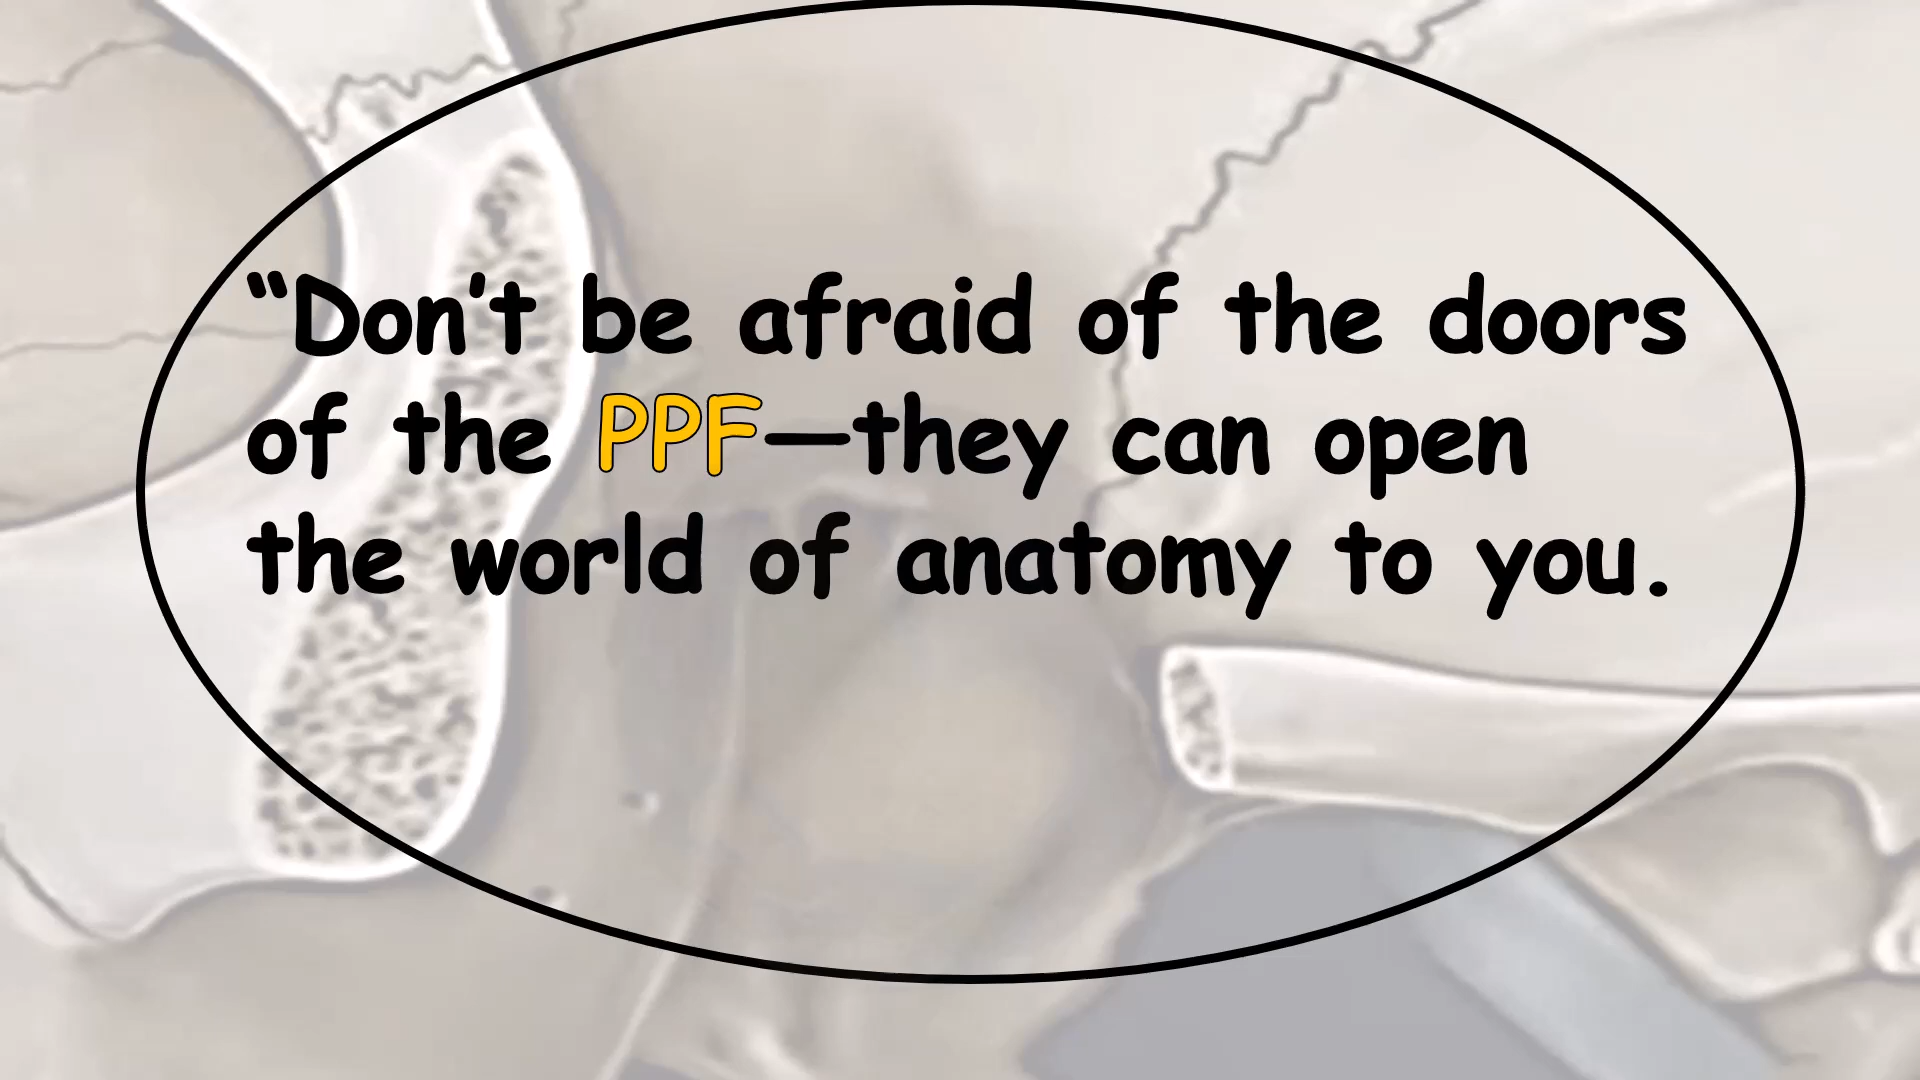 “Don’t be afraid of the doors
of the PPF—they can open
the world of anatomy to you.